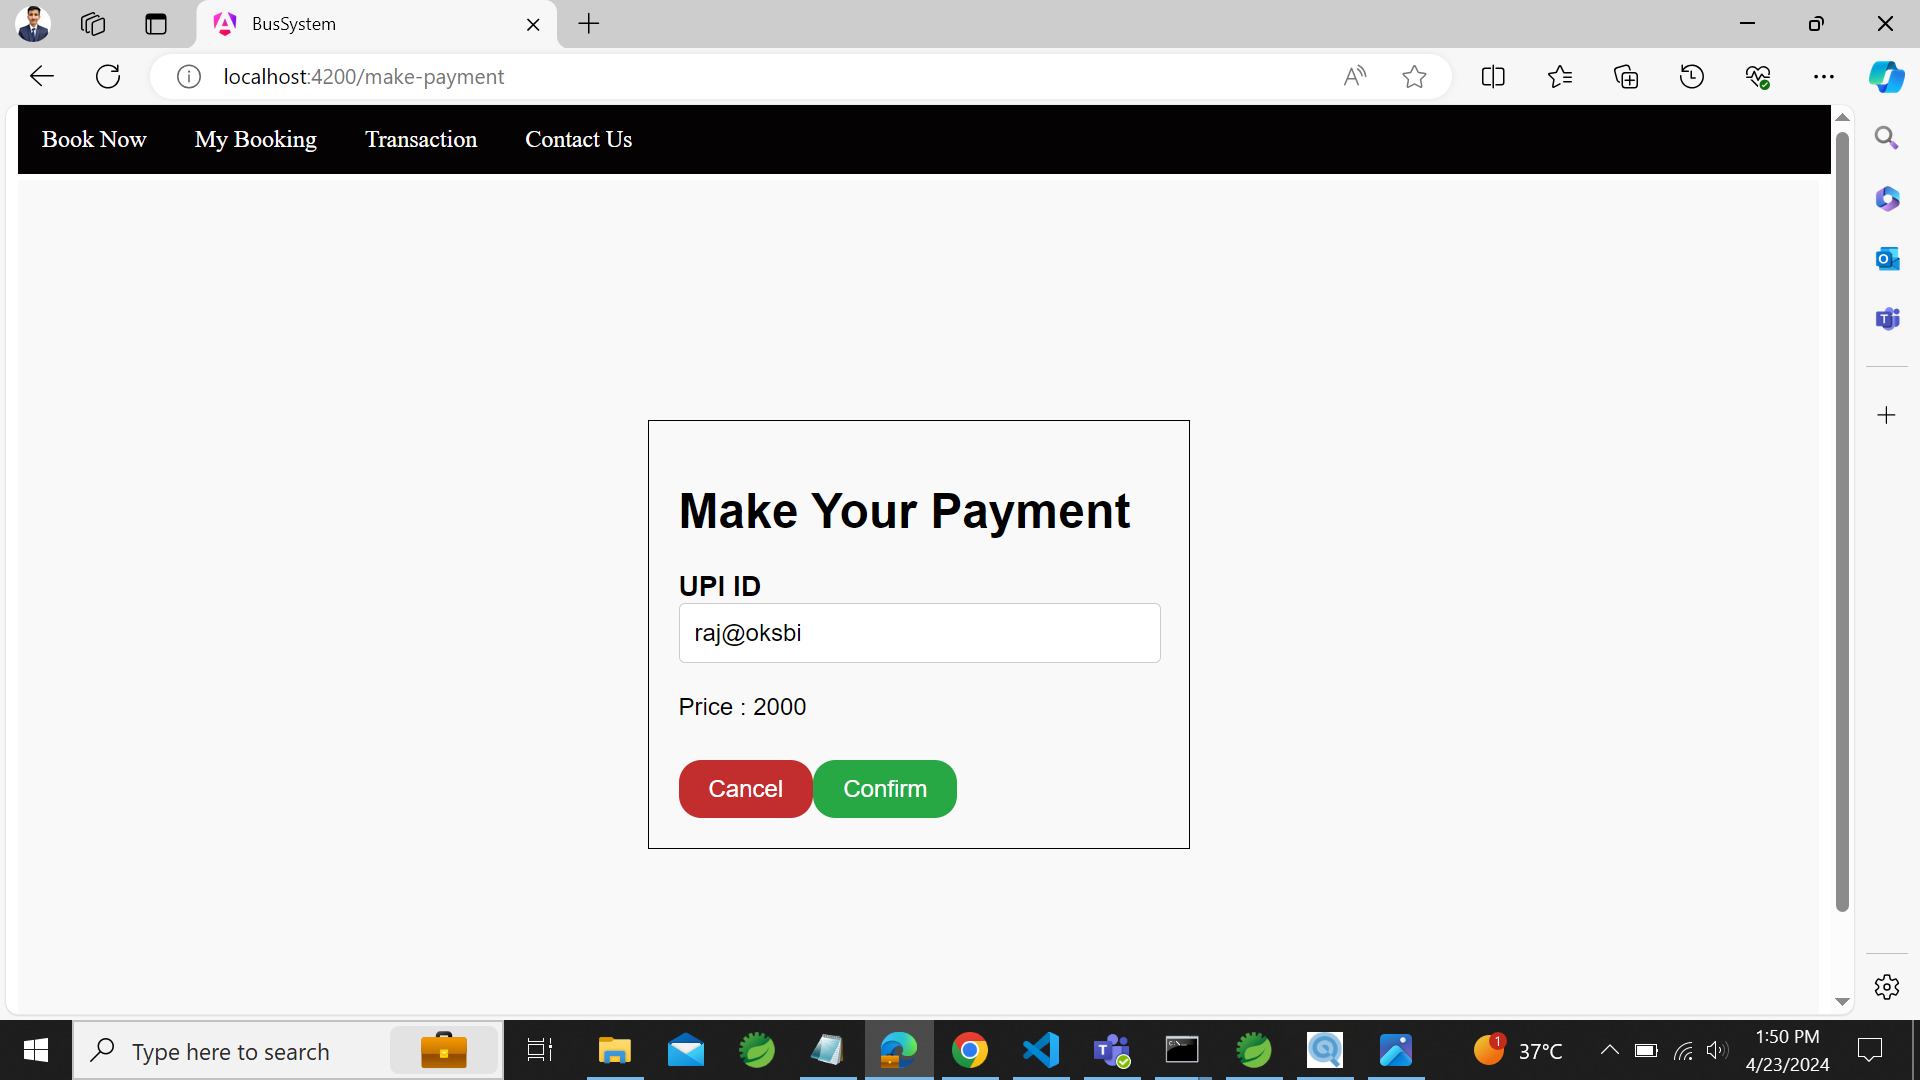 BusSystem
localhost:4200/make-payment
Book Now My Booking Transaction Contact Us
Make Your Payment
UPI ID
raj@oksbi
Price : 2000
Cancel Confirm
Type here to search
1
37°C
1:50 PM
4/23/2024